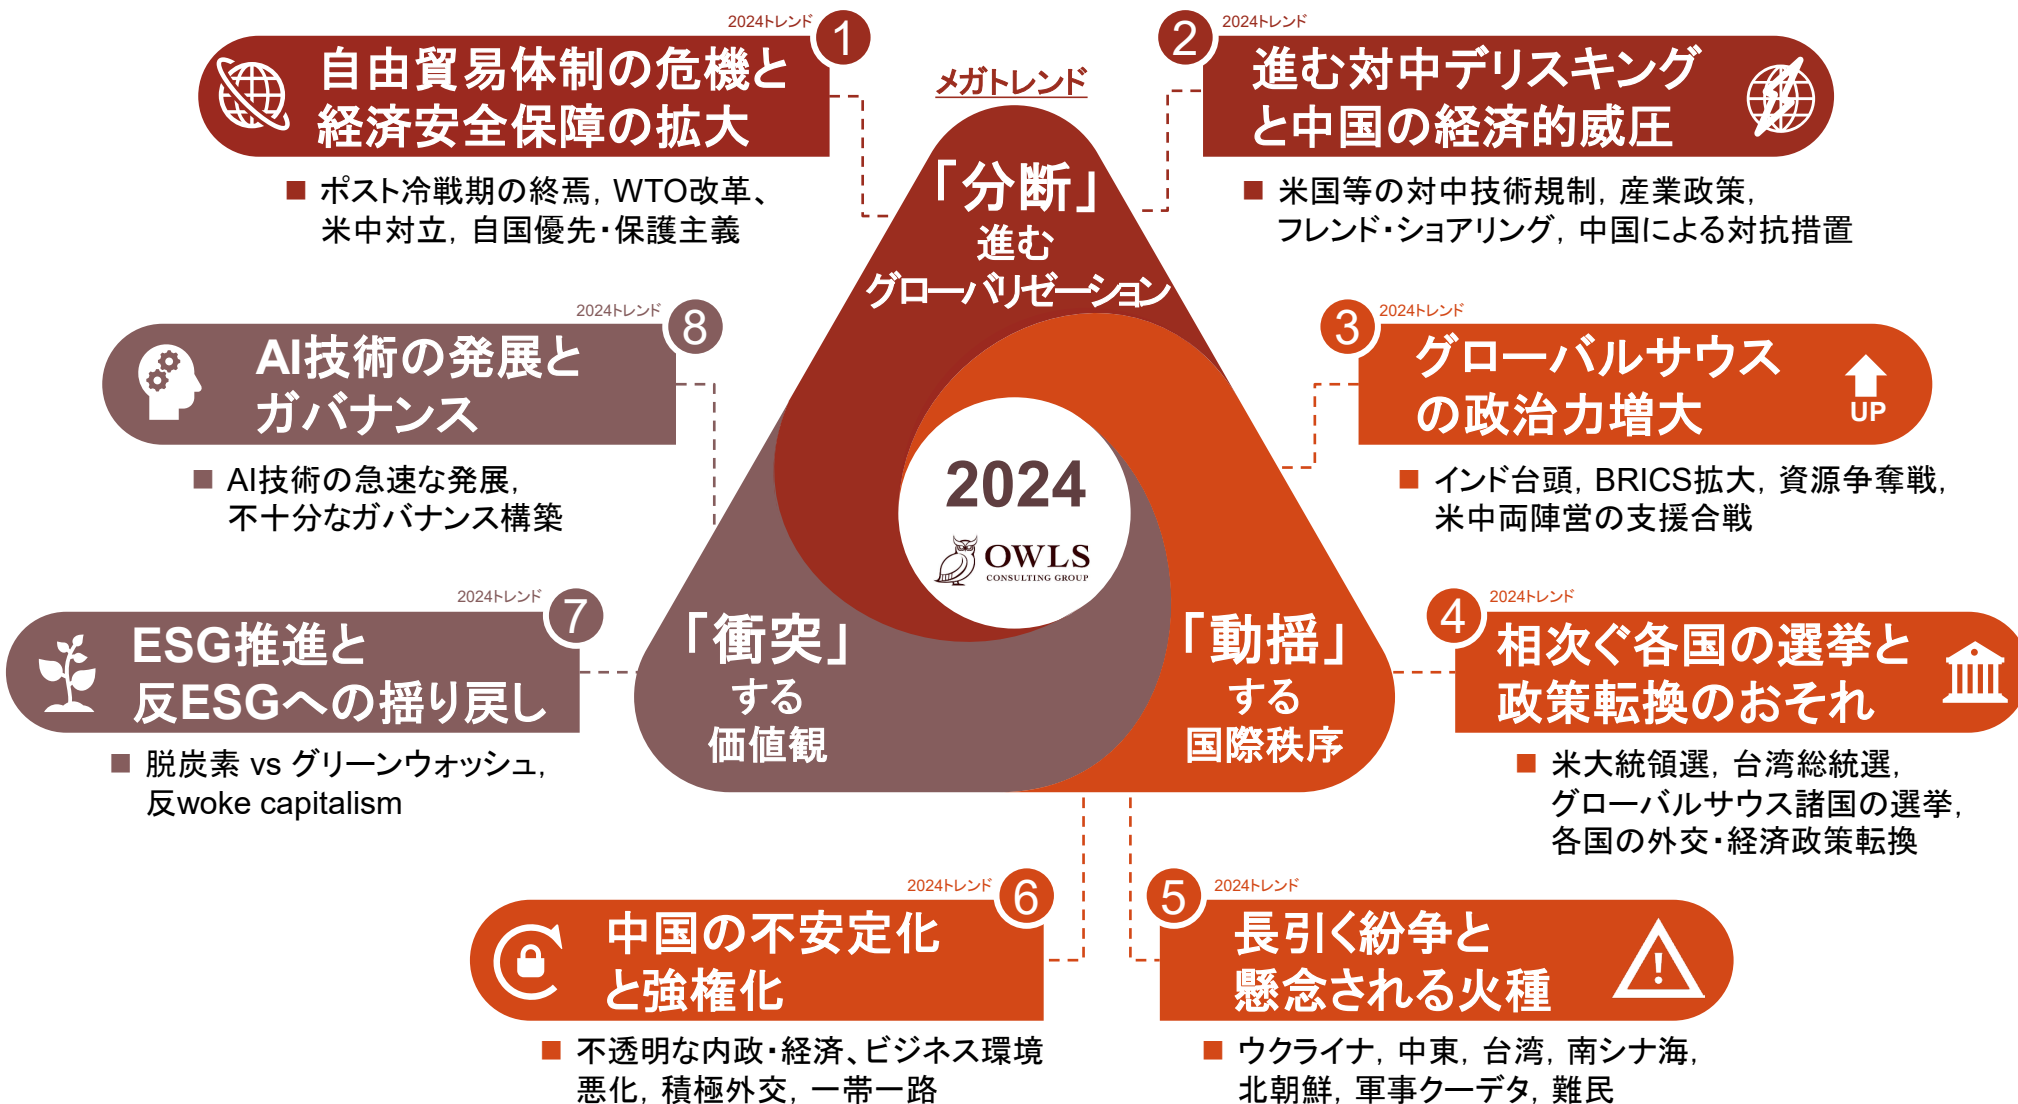 メガトレンド
「分断」
進む
グローバリゼーション
「動揺」
する
国際秩序
「衝突」
する
価値観
2024
OWLS
CONSULTING GROUP
2024トレンド
1
自由貿易体制の危機と
経済安全保障の拡大
■ ポスト冷戦期の終焉, WTO改革、
米中対立, 自国優先・保護主義
2024トレンド
2
進む対中デリスキング
と中国の経済的威圧
■ 米国等の対中技術規制, 産業政策,
フレンド・ショアリング, 中国による対抗措置
2024トレンド
3
グローバルサウス
の政治力増大
UP
■ インド台頭, BRICS拡大, 資源争奪戦,
米中両陣営の支援合戦
2024トレンド
4
相次ぐ各国の選挙と
政策転換のおそれ
■ 米大統領選, 台湾総統選,
グローバルサウス諸国の選挙,
各国の外交・経済政策転換
2024トレンド
5
長引く紛争と
懸念される火種
!
■ ウクライナ, 中東, 台湾, 南シナ海,
北朝鮮, 軍事クーデタ, 難民
2024トレンド
6
中国の不安定化
と強権化
■ 不透明な内政・経済、ビジネス環境
悪化, 積極外交, 一帯一路
2024トレンド
7
ESG推進と
反ESGへの揺り戻し
■ 脱炭素 vs グリーンウォッシュ,
反woke capitalism
2024トレンド
8
AI技術の発展と
ガバナンス
■ AI技術の急速な発展,
不十分なガバナンス構築